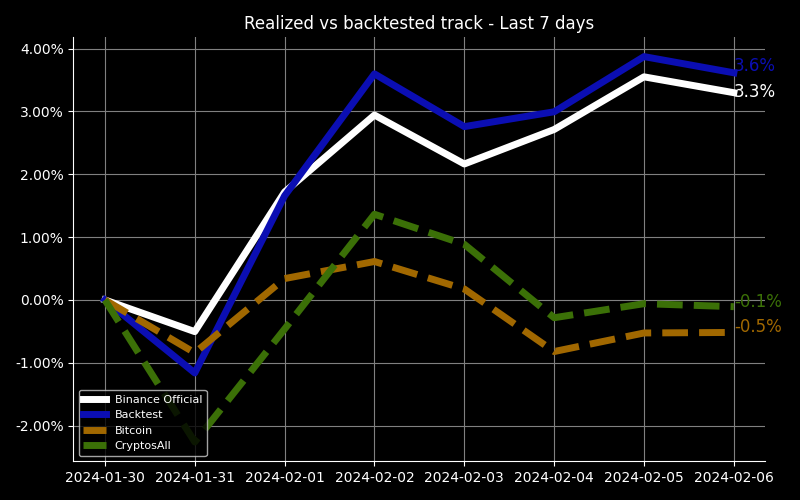 Realized vs backtested track - Last 7 days
4.00%
3.00%
2.00%
1.00%
0.00%
-1.00%
-2.00%
3.6%
3.3%
-0.1%
-0.5%
Binance Official
Backtest
Bitcoin
CryptosAll
2024-01-30 2024-01-31 2024-02-01 2024-02-02 2024-02-03 2024-02-04 2024-02-05 2024-02-06